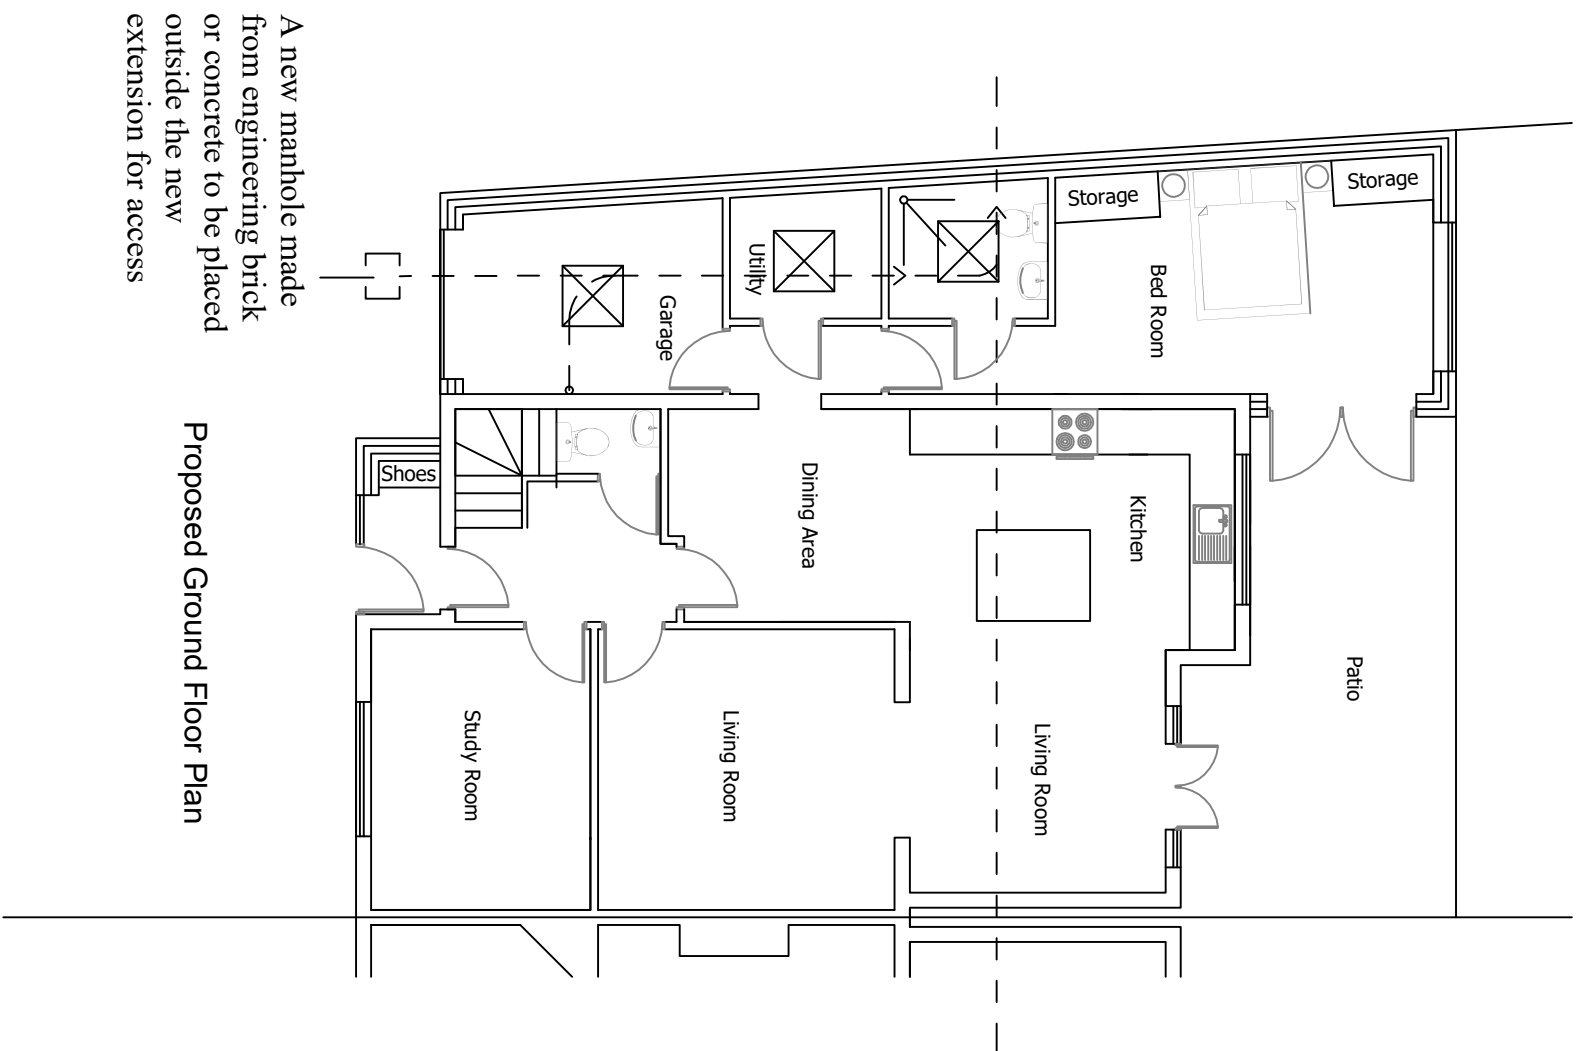 A new manhole made
from engineering brick
or concrete to be placed
outside the new
extension for access
Proposed Ground Floor Plan
Storage
Storage
Bed Room
Utility
Garage
Shoes
Dining Area
Kitchen
Patio
Study Room
Living Room
Living Room